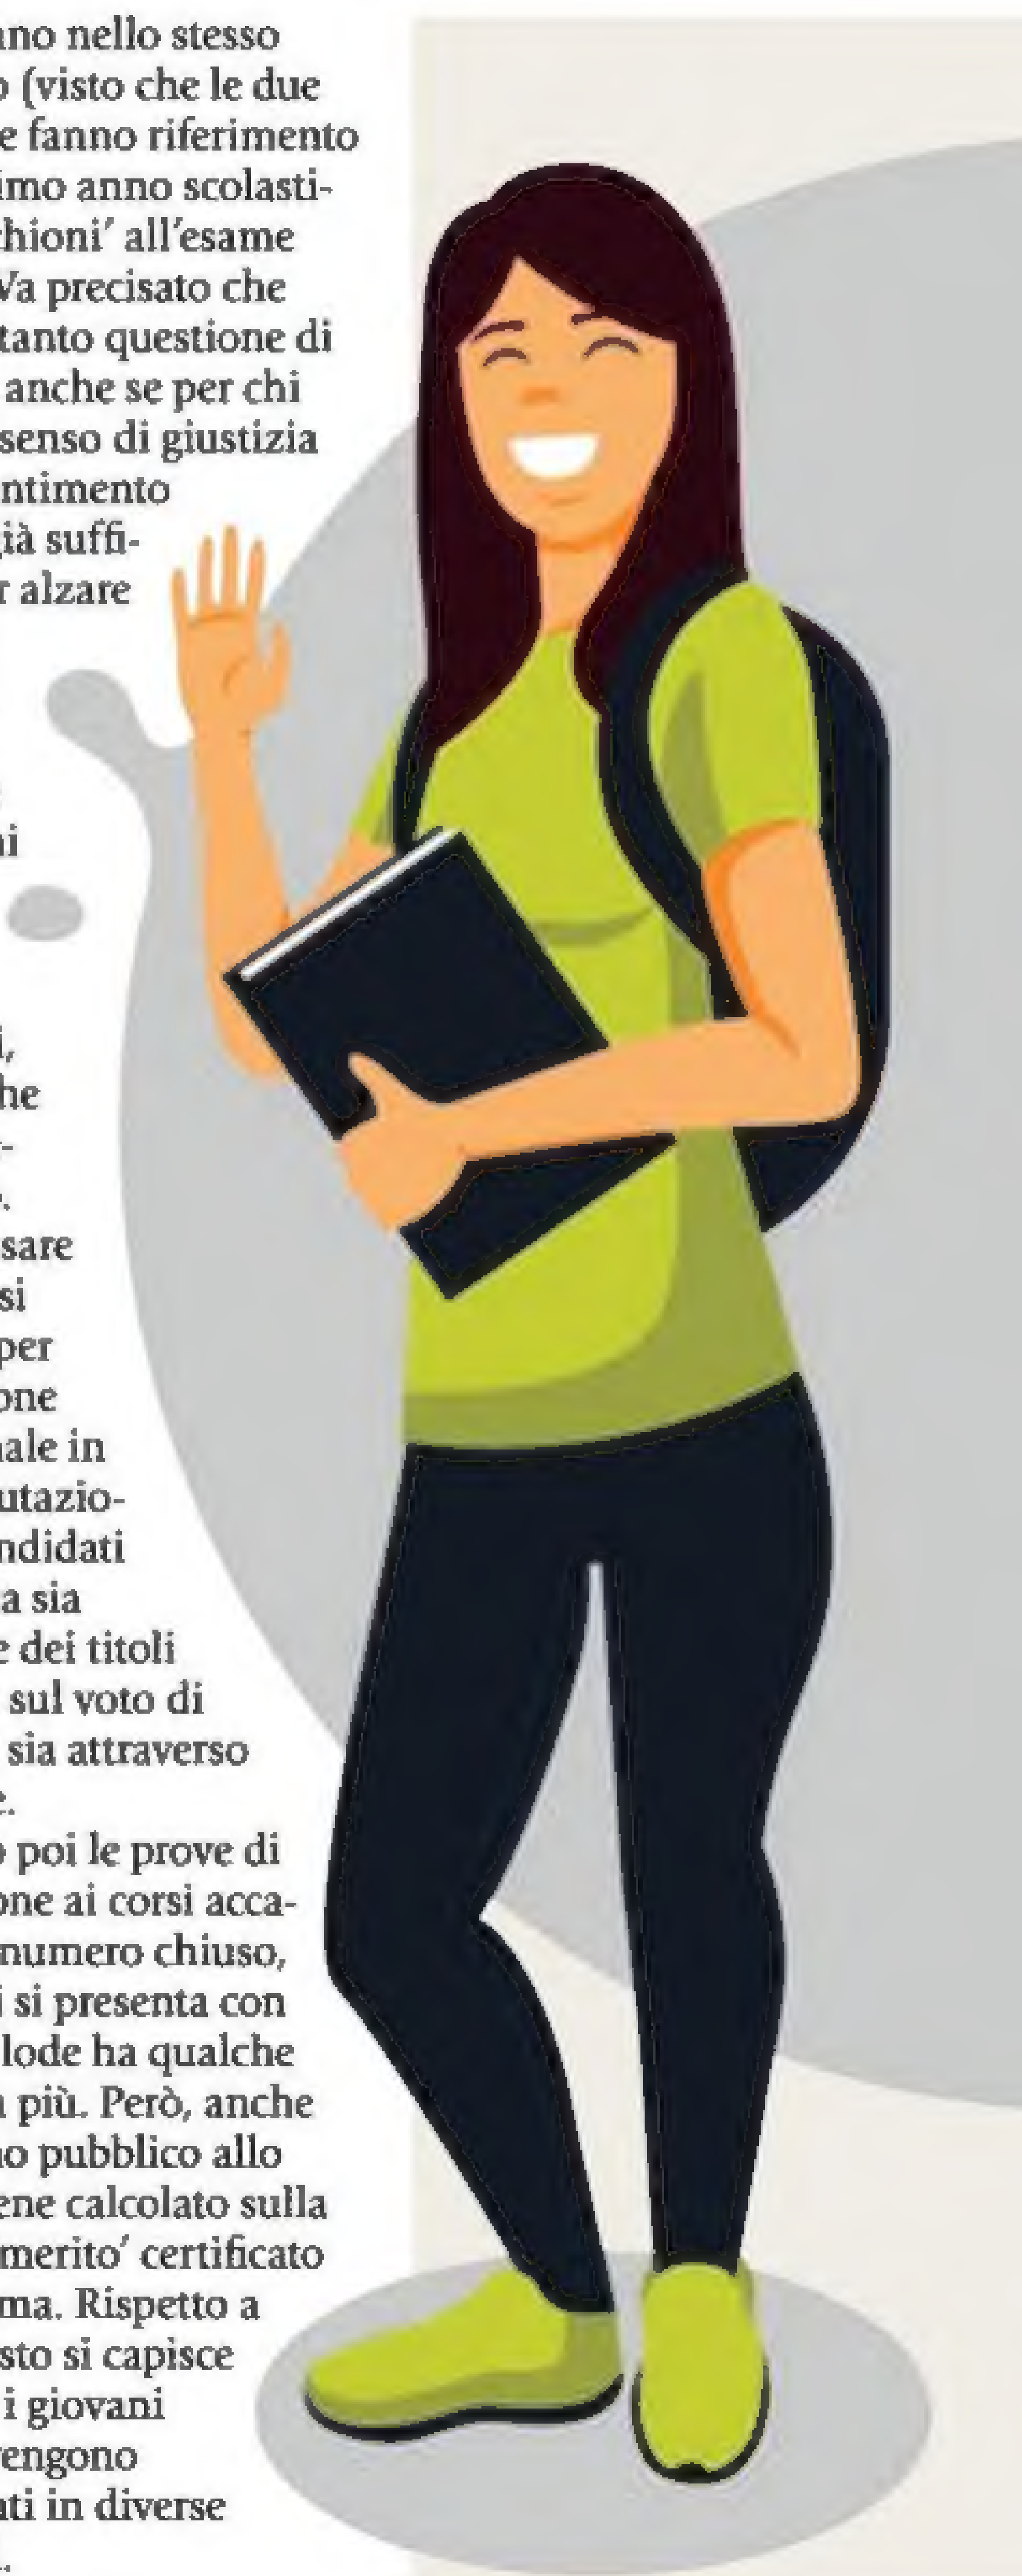 nno nello stesso
o (visto che le due
e fanno riferimento
imo anno scolasti-
chioni' all'esame
Va precisato che
tanto questione di
anche se per chi
senso di giustizia
ntimento
ià suffi-
r alzare
ni
i,
he
-
.
sare
si
per
one
nale in
utazio-
ndidati
a sia
e dei titoli
sul voto di
sia attraverso
e.
o poi le prove di
one ai corsi acca-
numero chiuso,
i si presenta con
lode ha qualche
n più. Però, anche
no pubblico allo
ene calcolato sulla
merito' certificato
ma. Rispetto a
sto si capisce
i giovani
vengono
ati in diverse